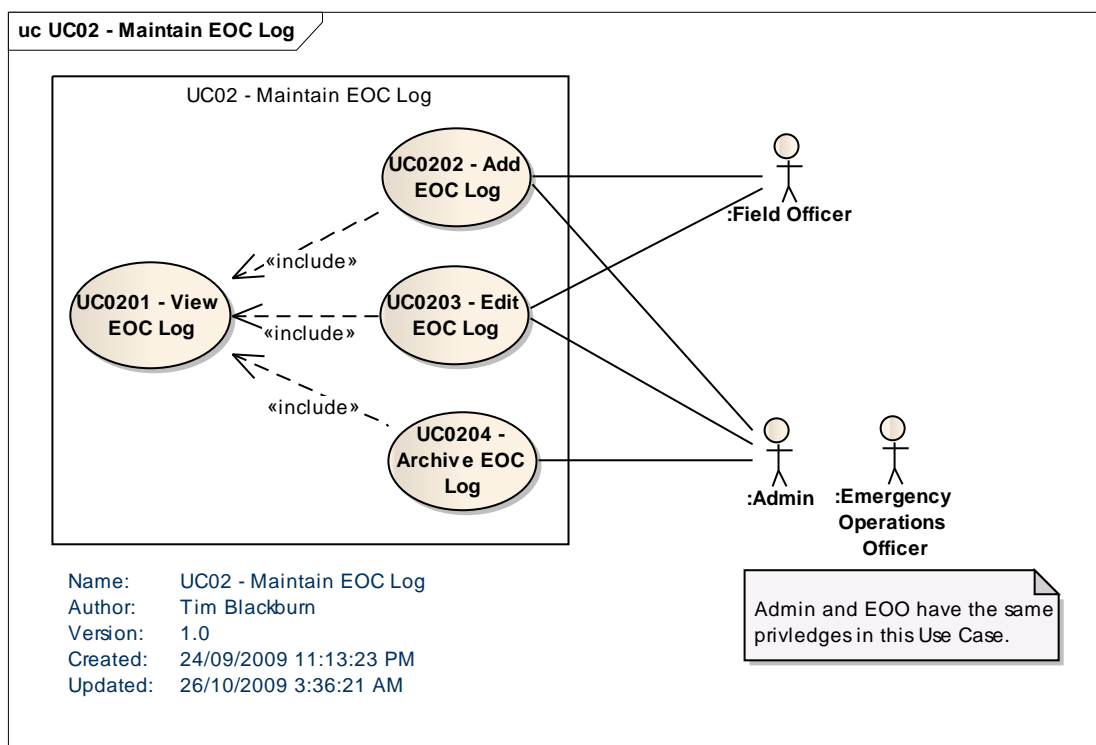 uc UC02 - Maintain EOC Log
UC02 - Maintain EOC Log
UC0202 - Add
EOC Log
:Field Officer
«include»
UC0201 - View
EOC Log
UC0203 - Edit
EOC Log
«include»
«include»
UC0204 -
Archive EOC
Log
:Admin
:Emergency
Operations
Officer
Name: UC02 - Maintain EOC Log
Author: Tim Blackburn
Version: 1.0
Created: 24/09/2009 11:13:23 PM
Updated: 26/10/2009 3:36:21 AM
Admin and EOO have the same
privledges in this Use Case.